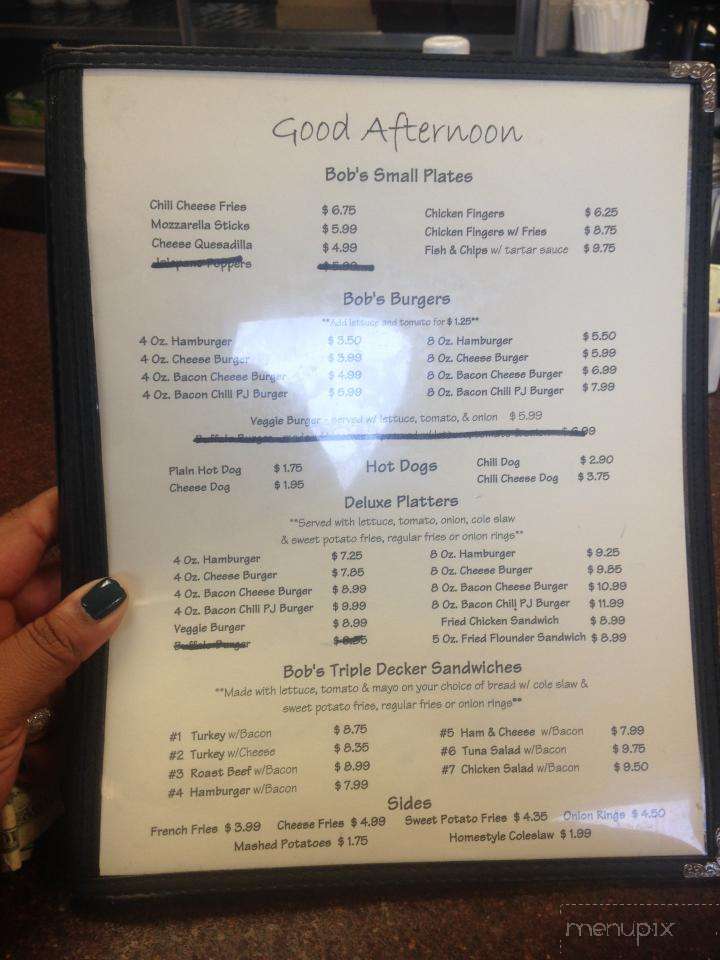 Good Afternoon
Bob's Small Plates
Chili Cheese Fries $ 6.75
Mozzarella Sticks $ 5.99
Cheese Quesadilla $ 4.99
Jalapeno Poppers $ 5.99
Chicken Fingers $ 6.25
Chicken Fingers w/ Fries $ 8.75
Fish & Chips w/ tartar sauce $ 9.75
Bob's Burgers
**Add lettuce and tomato for $ 1.25**
4 Oz. Hamburger $ 3.50
4 Oz. Cheese Burger $ 3.99
4 Oz. Bacon Cheese Burger $ 4.99
4 Oz. Bacon Chili PJ Burger $ 5.99
8 Oz. Hamburger $ 5.50
8 Oz. Cheese Burger $ 5.99
8 Oz. Bacon Cheese Burger $ 6.99
8 Oz. Bacon Chili PJ Burger $ 7.99
Veggie Burger - served w/ lettuce, tomato, & onion $ 5.99
Buffalo Burger
Hot Dogs
Plain Hot Dog $ 1.75
Cheese Dog $ 1.95
Chili Dog $ 2.90
Chili Cheese Dog $ 3.75
Deluxe Platters
**Served with lettuce, tomato, onion, cole slaw
& sweet potato fries, regular fries or onion rings**
4 Oz. Hamburger $ 7.25
4 Oz. Cheese Burger $ 7.85
4 Oz. Bacon Cheese Burger $ 8.99
4 Oz. Bacon Chili PJ Burger $ 9.99
Veggie Burger $ 8.99
Buffalo Burger
8 Oz. Hamburger $ 9.25
8 Oz. Cheese Burger $ 9.85
8 Oz. Bacon Cheese Burger $ 10.99
8 Oz. Bacon Chili PJ Burger $ 11.99
Fried Chicken Sandwich $ 8.99
5 Oz. Fried Flounder Sandwich $ 8.99
Bob's Triple Decker Sandwiches
**Made with lettuce, tomato & mayo on your choice of bread w/ cole slaw &
sweet potato fries, regular fries or onion rings**
#1 Turkey w/Bacon $ 8.75
#2 Turkey w/Cheese $ 8.35
#3 Roast Beef w/Bacon $ 8.99
#4 Hamburger w/Bacon $ 7.99
#5 Ham & Cheese w/Bacon $ 7.99
#6 Tuna Salad w/Bacon $ 9.75
#7 Chicken Salad w/Bacon $ 9.50
Sides
French Fries $ 3.99 Cheese Fries $ 4.99 Sweet Potato Fries $ 4.35 Onion Rings $ 4.50
Mashed Potatoes $ 1.75 Homestyle Coleslaw $ 1.99
menupix